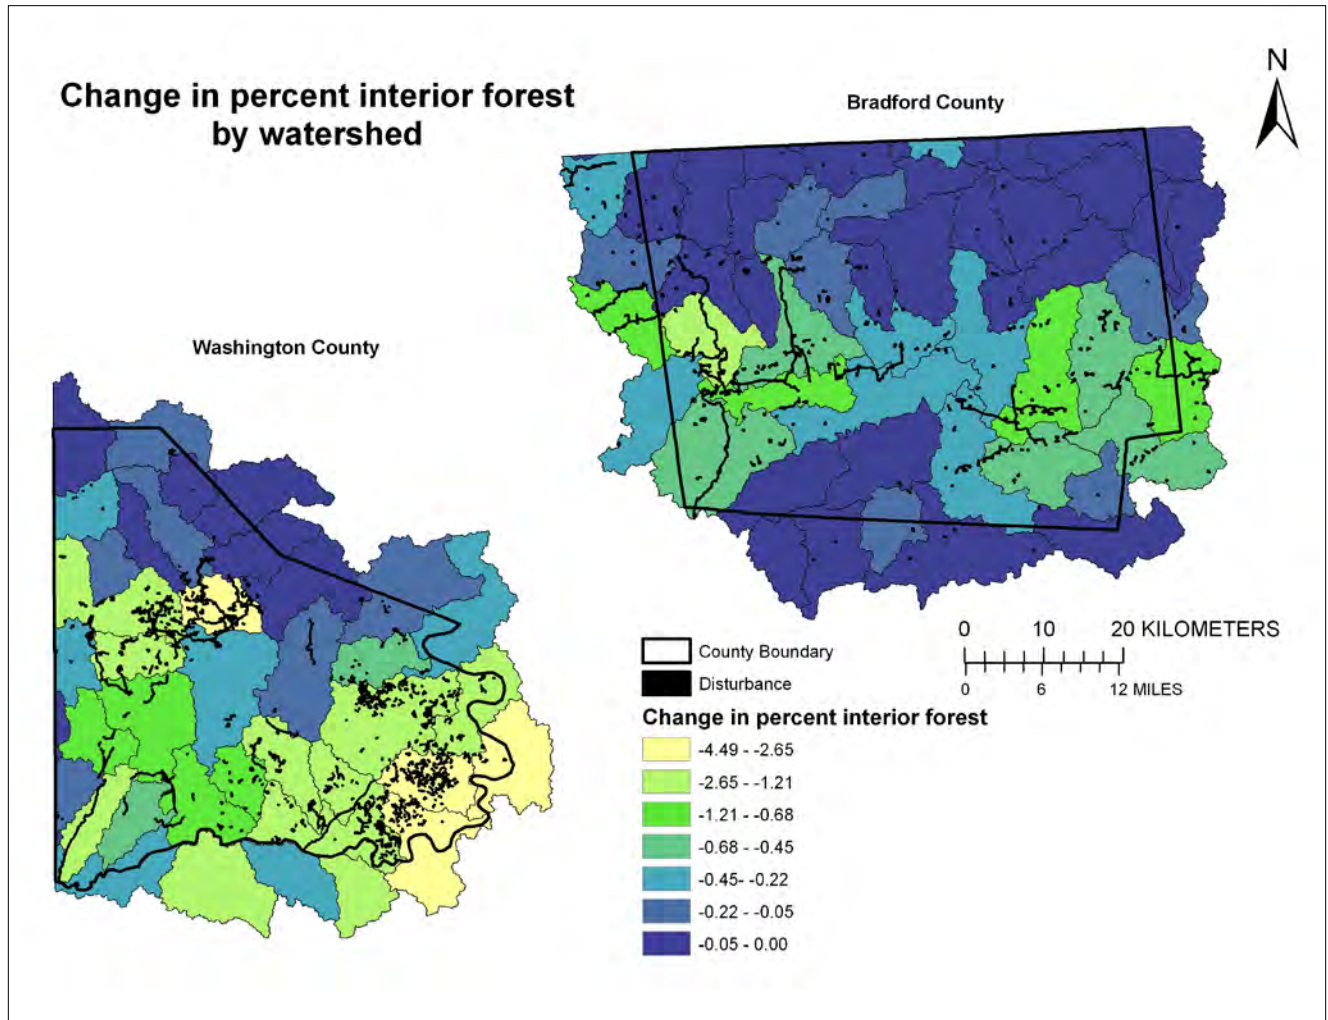 Change in percent interior forest
by watershed
N
Bradford County
Washington County
0 10 20 KILOMETERS
0 6 12 MILES
County Boundary
Disturbance
Change in percent interior forest
-4.49 - -2.65
-2.65 - -1.21
-1.21 - -0.68
-0.68 - -0.45
-0.45- -0.22
-0.22 - -0.05
-0.05 - 0.00